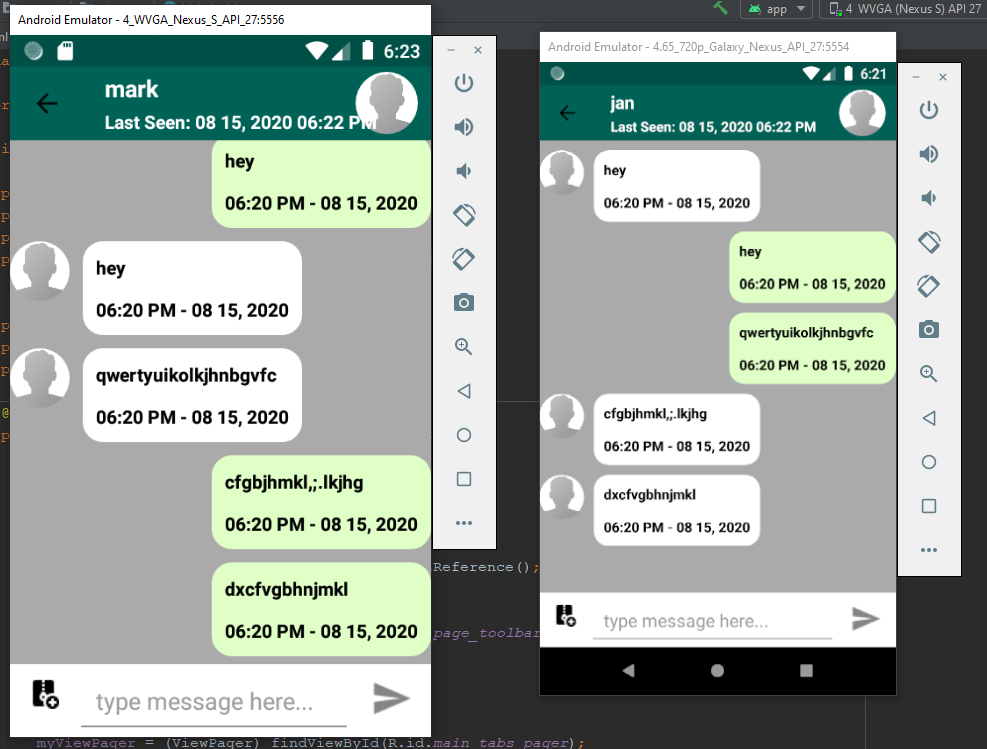 Android Emulator - 4_WVGA_Nexus_S_API_27:5556
6:23
mark
Last Seen: 08 15, 2020 06:22 PM
hey
06:20 PM - 08 15, 2020
hey
06:20 PM - 08 15, 2020
qwertyuikolkjhnbgvfc
06:20 PM - 08 15, 2020
cfgbjhmkl,;.lkjhg
06:20 PM - 08 15, 2020
dxcfvgbhnjmkl
06:20 PM - 08 15, 2020
type message here...
app
4 WVGA (Nexus S) API 27
Android Emulator - 4.65_720p_Galaxy_Nexus_API_27:5554
6:21
jan
Last Seen: 08 15, 2020 06:22 PM
hey
06:20 PM - 08 15, 2020
hey
06:20 PM - 08 15, 2020
qwertyuikolkjhnbgvfc
06:20 PM - 08 15, 2020
cfgbjhmkl,;.lkjhg
06:20 PM - 08 15, 2020
dxcfvgbhnjmkl
06:20 PM - 08 15, 2020
type message here...
Reference();
page_toolbar
myViewPager = (ViewPager) findViewById(R.id.main_tabs_pager);